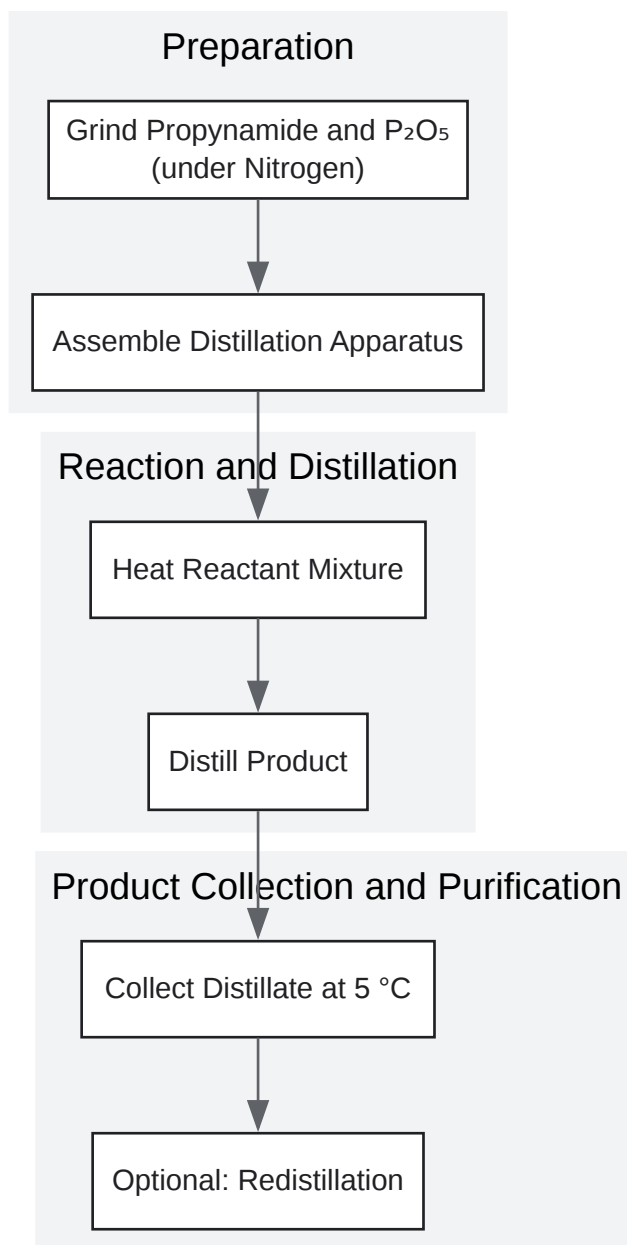 Preparation
Grind Propynamide and P₂O₅
(under Nitrogen)
Assemble Distillation Apparatus
Reaction and Distillation
Heat Reactant Mixture
Distill Product
Product Collection and Purification
Collect Distillate at 5 °C
Optional: Redistillation